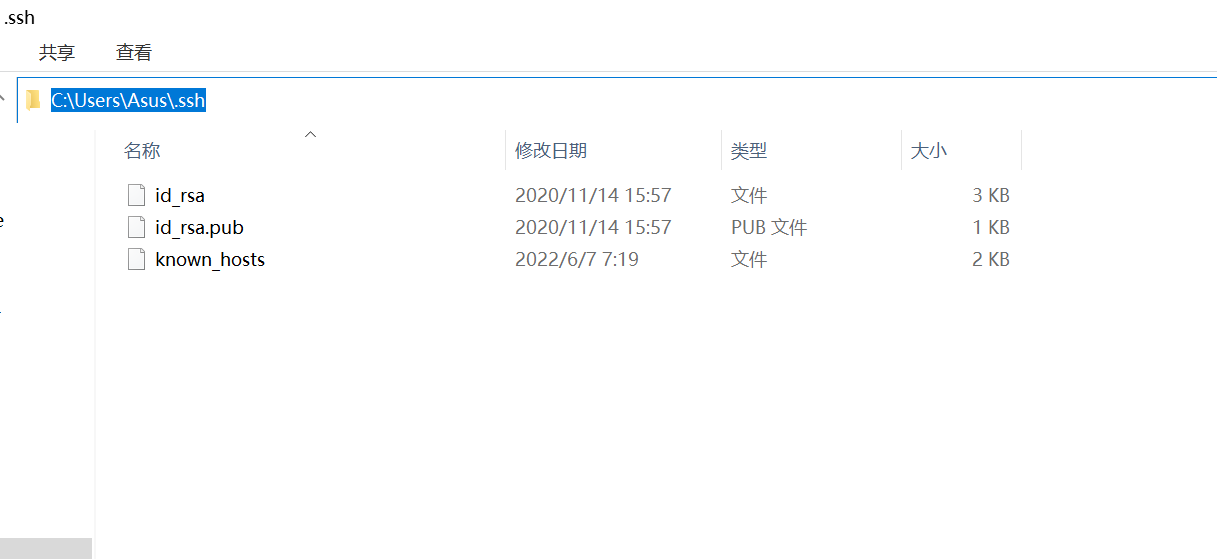 .ssh
共享 查看
C:\Users\Asus\.ssh
名称 修改日期 类型 大小
id_rsa 2020/11/14 15:57 文件 3 KB
id_rsa.pub 2020/11/14 15:57 PUB 文件 1 KB
known_hosts 2022/6/7 7:19 文件 2 KB